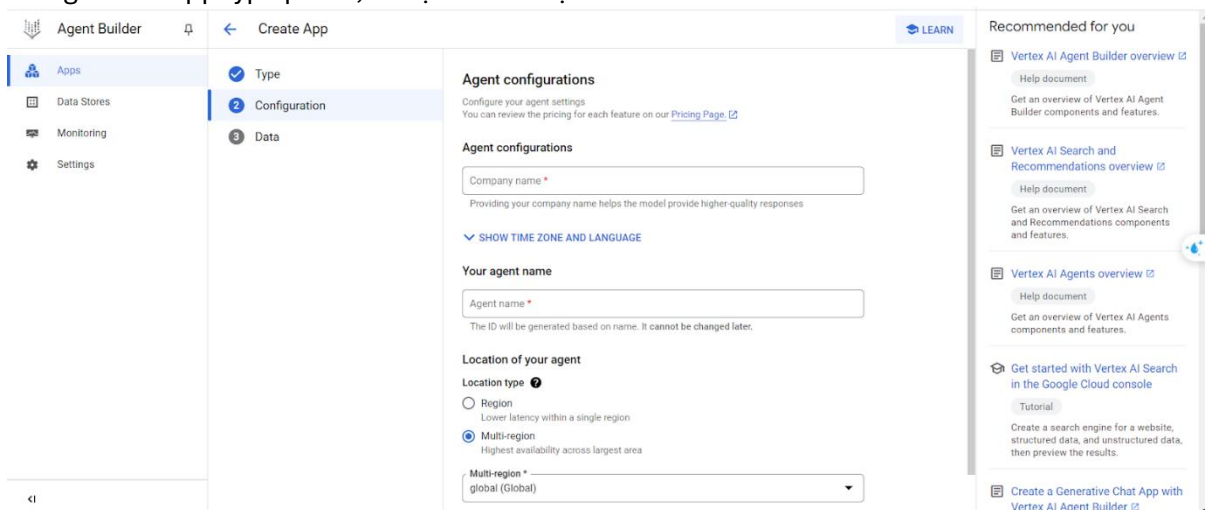 Agent Builder
Create App
LEARN
Apps
Data Stores
Monitoring
Settings
Type
2 Configuration
3 Data
Agent configurations
Configure your agent settings
You can review the pricing for each feature on our Pricing Page.
Agent configurations
Company name *
Providing your company name helps the model provide higher-quality responses
SHOW TIME ZONE AND LANGUAGE
Your agent name
Agent name *
The ID will be generated based on name. It cannot be changed later.
Location of your agent
Location type
Region
Lower latency within a single region
Multi-region
Highest availability across largest area
Multi-region *
global (Global)
Recommended for you
Vertex AI Agent Builder overview
Help document
Get an overview of Vertex AI Agent
Builder components and features.
Vertex AI Search and
Recommendations overview
Help document
Get an overview of Vertex AI Search
and Recommendations components
and features.
Vertex AI Agents overview
Help document
Get an overview of Vertex AI Agents
components and features.
Get started with Vertex AI Search
in the Google Cloud console
Tutorial
Create a search engine for a website,
structured data, and unstructured data,
then preview the results.
Create a Generative Chat App with
Vertex AI Agent Builder